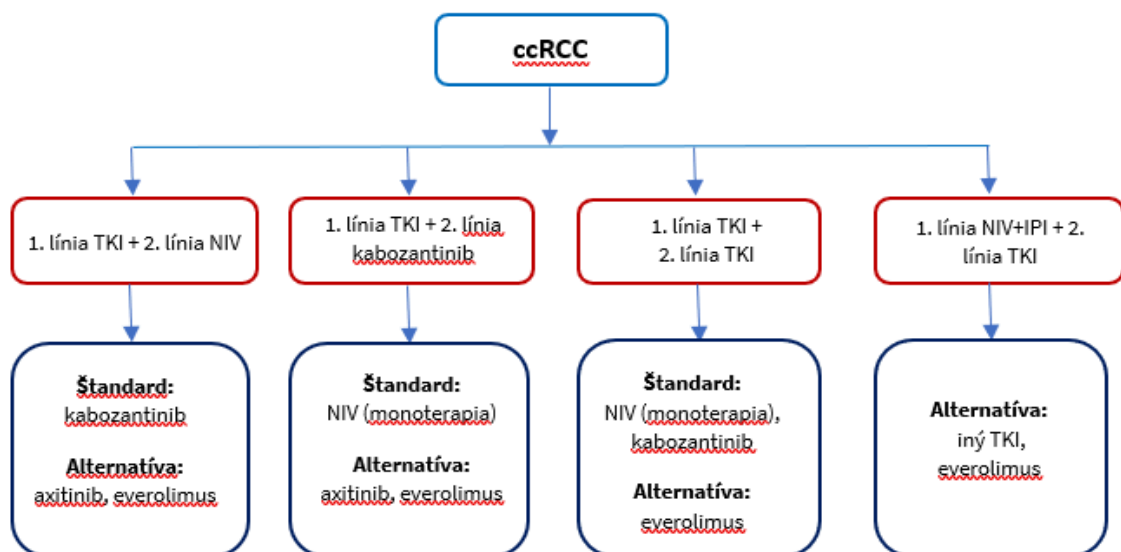 ccRCC
1. línia TKI + 2. línia NIV
1. línia TKI + 2. línia
kabozantinib
1. línia TKI +
2. línia TKI
1. línia NIV+IPI + 2.
línia TKI
Štandard:
kabozantinib
Alternatíva:
axitinib, everolimus
Štandard:
NIV (monoterapia)
Alternatíva:
axitinib, everolimus
Štandard:
NIV (monoterapia),
kabozantinib
Alternatíva:
everolimus
Alternatíva:
iný TKI,
everolimus